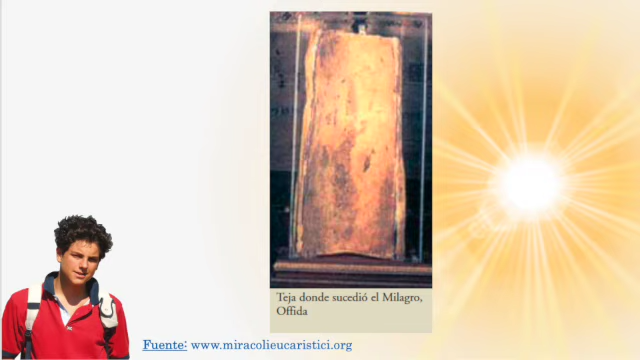 Teja donde sucedió el Milagro,
Offida
Fuente: www.miracolieucaristici.org